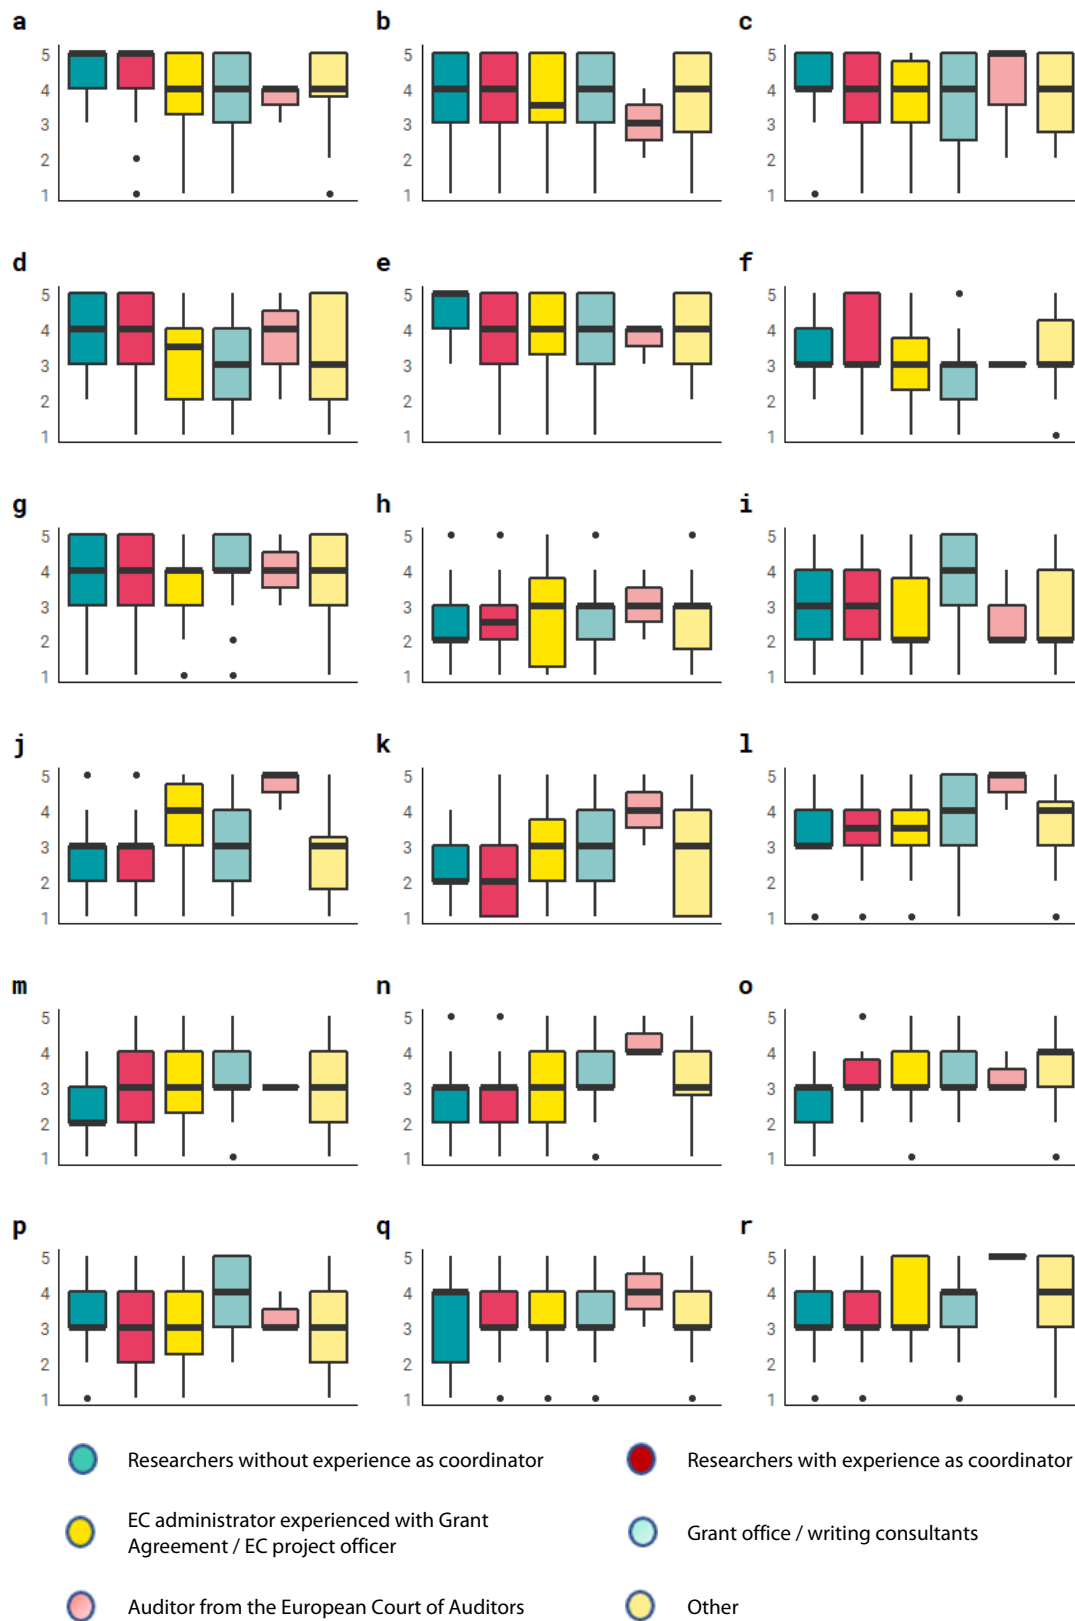 a b c
5 5 5
4 4 4
3 3 3
2 2 2
1 1 1
d e f
5 5 5
4 4 4
3 3 3
2 2 2
1 1 1
g h i
5 5 5
4 4 4
3 3 3
2 2 2
1 1 1
j k l
5 5 5
4 4 4
3 3 3
2 2 2
1 1 1
m n o
5 5 5
4 4 4
3 3 3
2 2 2
1 1 1
p q r
5 5 5
4 4 4
3 3 3
2 2 2
1 1 1
Researchers without experience as coordinator
Researchers with experience as coordinator
EC administrator experienced with Grant
Agreement / EC project officer
Grant office / writing consultants
Auditor from the European Court of Auditors
Other